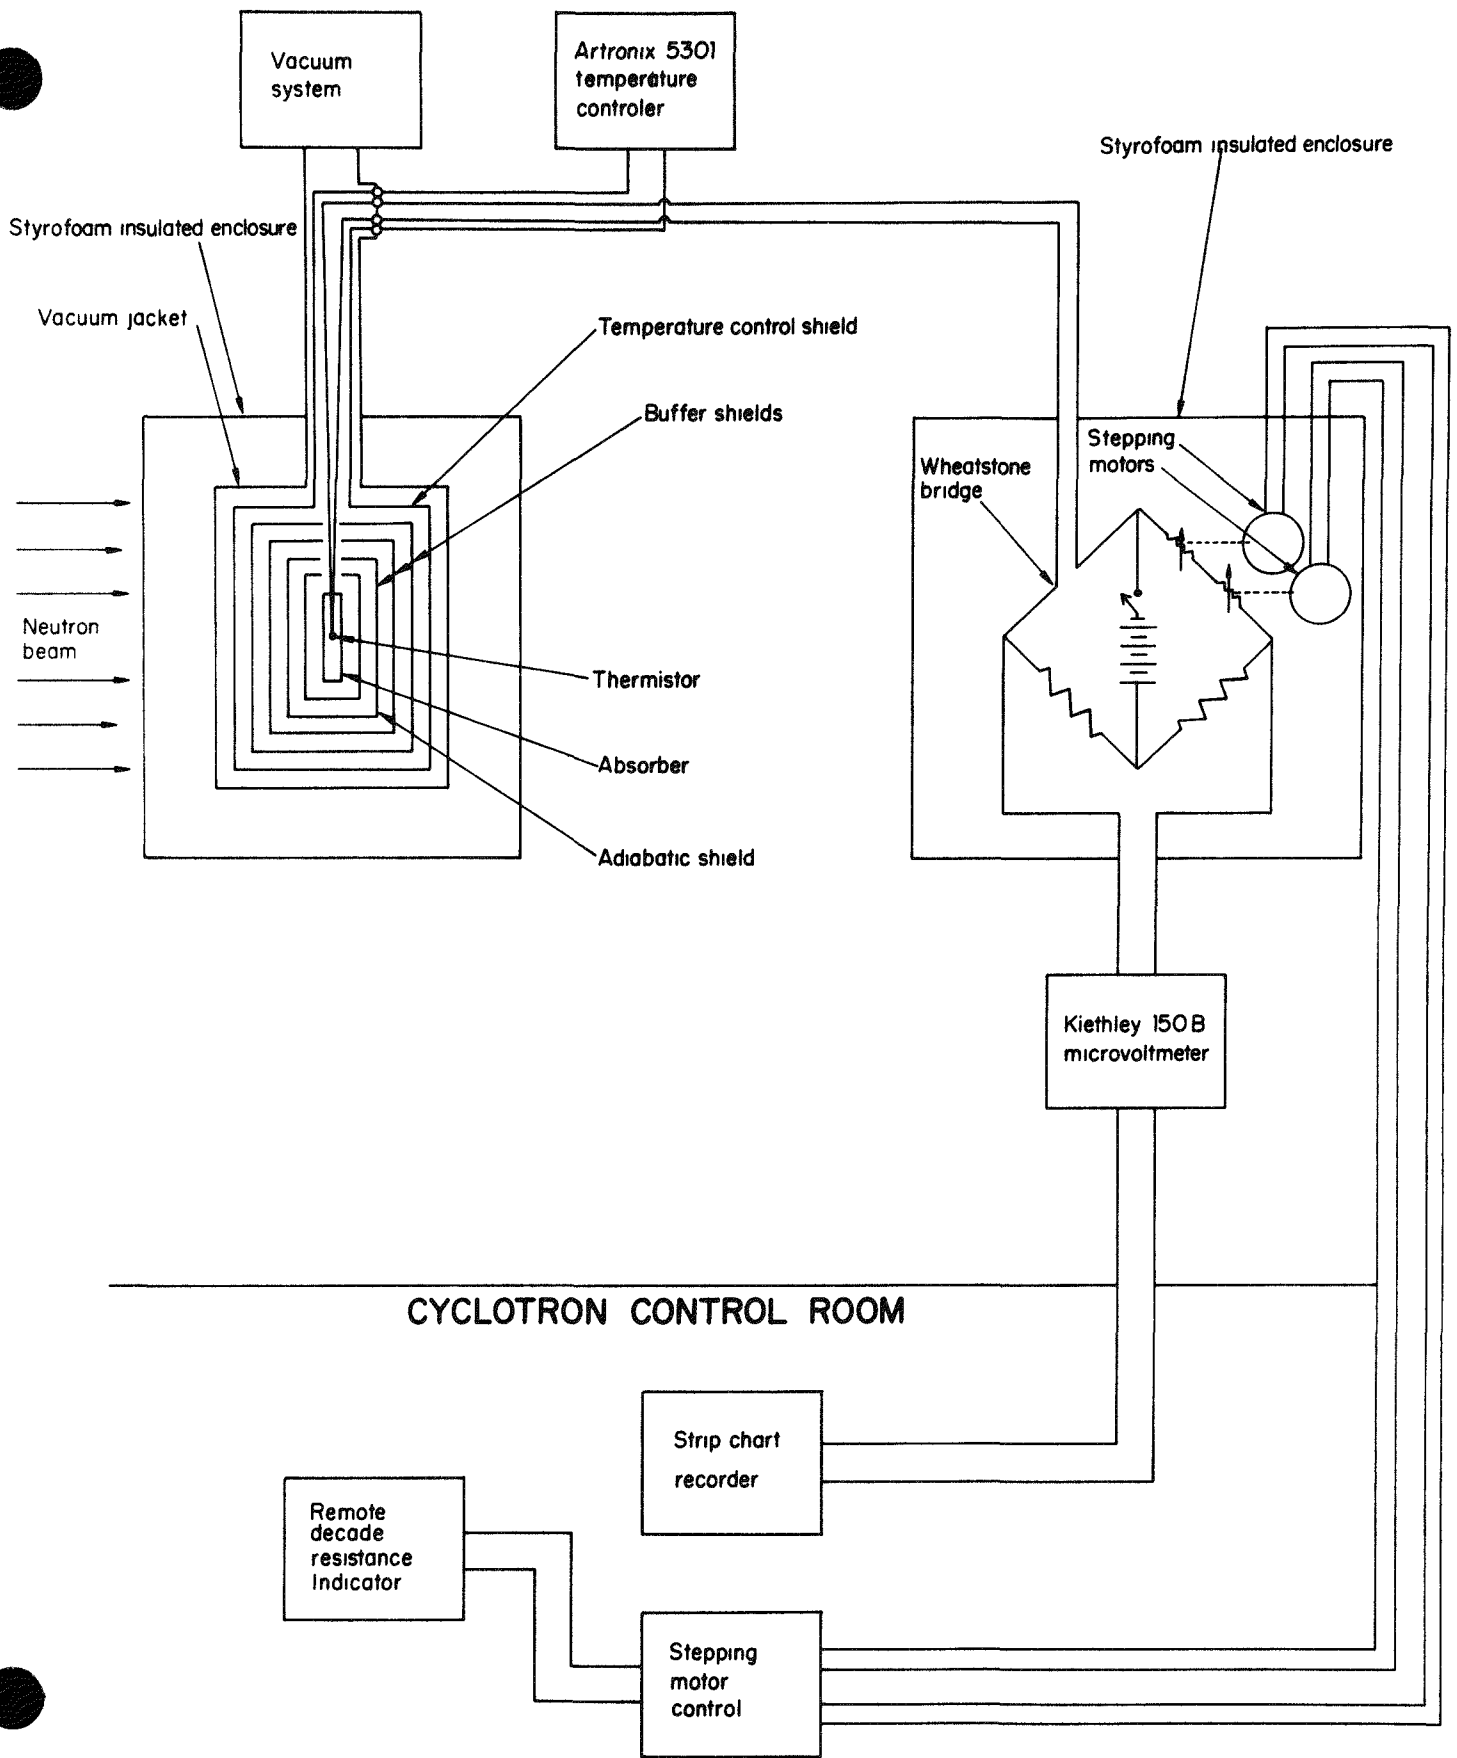 Vacuum
system
Artronix 5301
temperature
controler
Styrofoam insulated enclosure
Styrofoam insulated enclosure
Vacuum jacket
Temperature control shield
Buffer shields
Stepping
motors
Wheatstone
bridge
Neutron
beam
Thermistor
Absorber
Adiabatic shield
Kiethley 150B
microvoltmeter
CYCLOTRON CONTROL ROOM
Strip chart
recorder
Remote
decade
resistance
Indicator
Stepping
motor
control